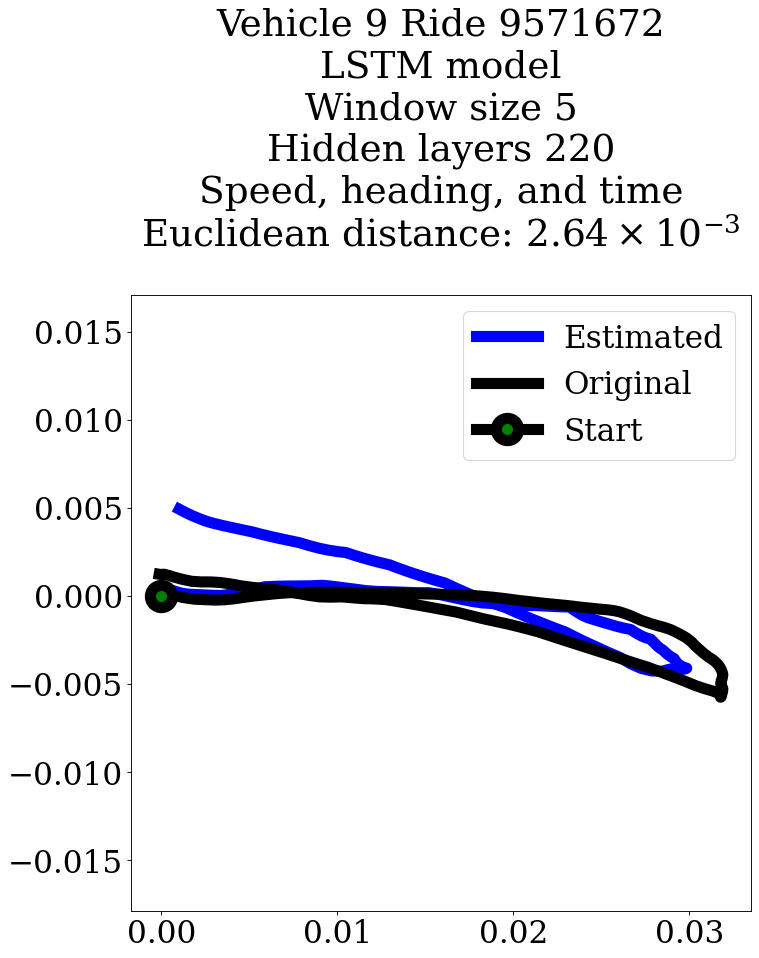 Vehicle 9 Ride 9571672
LSTM model
Window size 5
Hidden layers 220
Speed, heading, and time
Euclidean distance: 2.64 × 10⁻³
Estimated
Original
Start
0.015
0.010
0.005
0.000
−0.005
−0.010
−0.015
0.00 0.01 0.02 0.03